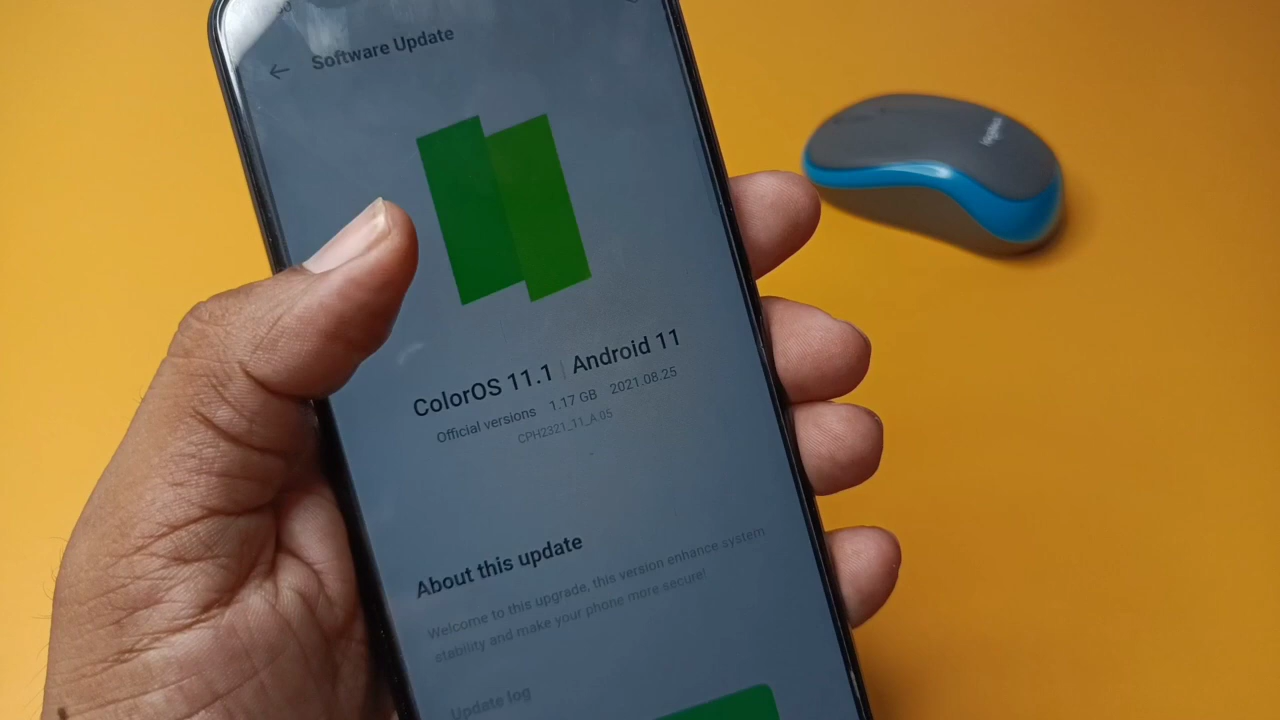 Software Update
ColorOS 11.1 | Android 11
Official versions 1.17 GB 2021.08.25
CPH2321_11_A.05
About this update
Welcome to this upgrade, this version enhance system
stability and make your phone more secure!
Update log